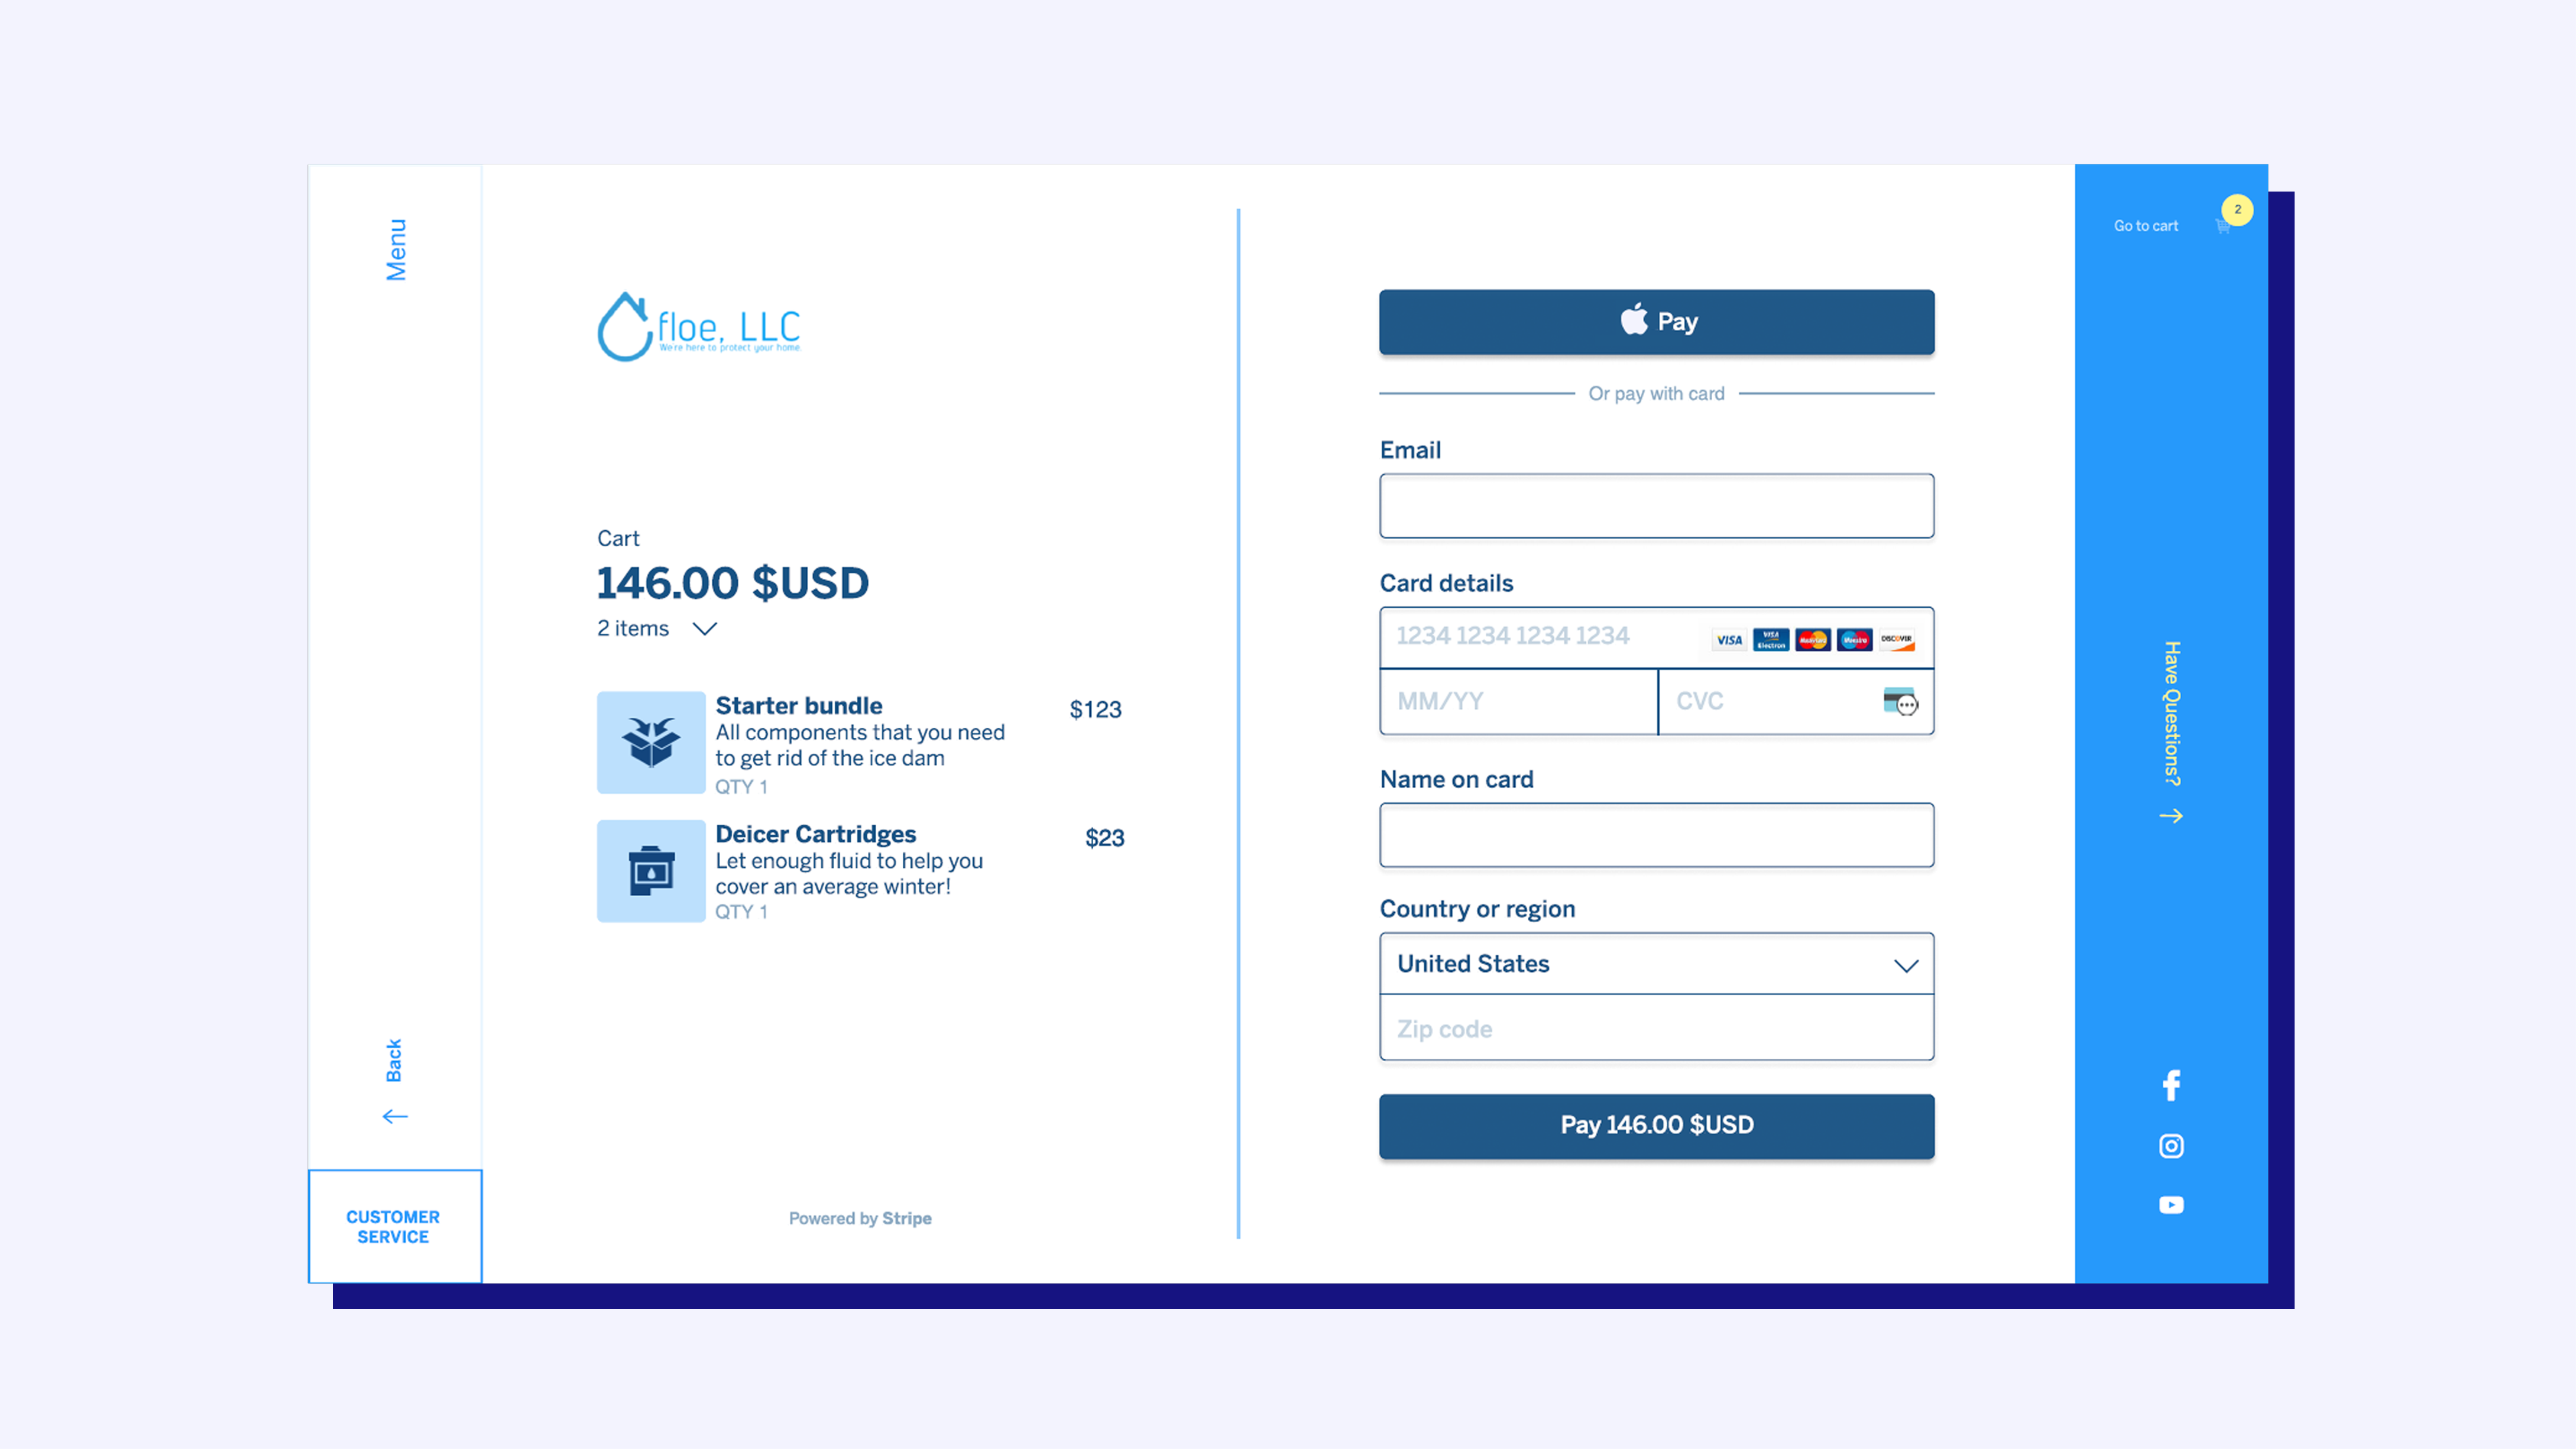 Menu
Back
CUSTOMER
SERVICE
floe, LLC
We're here to protect your home.
Cart
146.00 $USD
2 items
Starter bundle
$123
All components that you need
to get rid of the ice dam
QTY 1
Deicer Cartridges
$23
Let enough fluid to help you
cover an average winter!
QTY 1
Powered by Stripe
Pay
Or pay with card
Email
Card details
1234 1234 1234 1234
VISA
VISA
Electron
MasterCard
Maestro
DISCOVER
MM/YY
CVC
Name on card
Country or region
United States
Zip code
Pay 146.00 $USD
Go to cart
2
Have Questions?